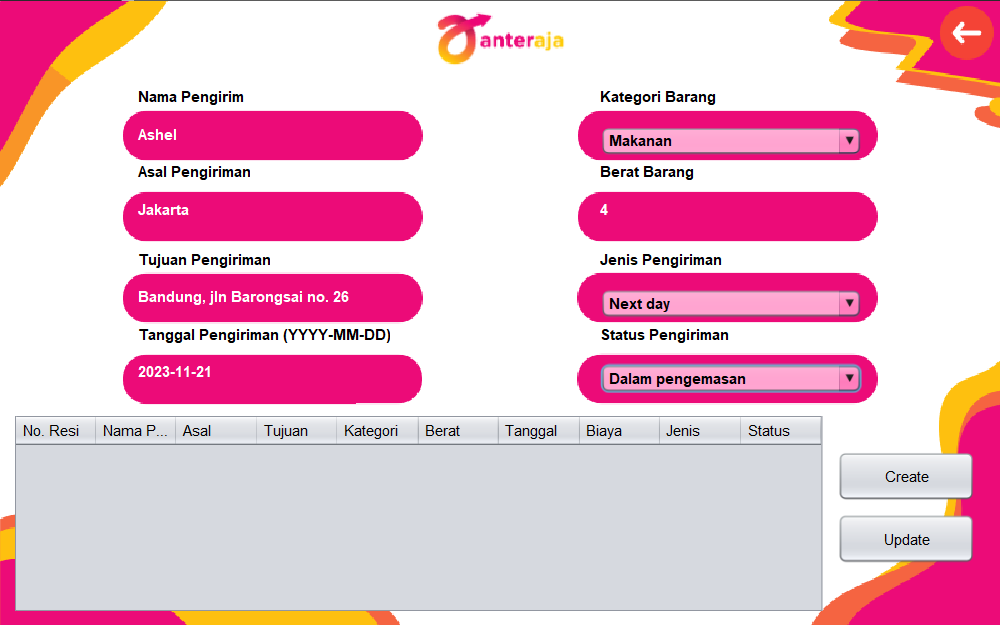 anteraja
Nama Pengirim
Ashel
Asal Pengiriman
Jakarta
Tujuan Pengiriman
Bandung, jln Barongsai no. 26
Tanggal Pengiriman (YYYY-MM-DD)
2023-11-21
Kategori Barang
Makanan
Berat Barang
4
Jenis Pengiriman
Next day
Status Pengiriman
Dalam pengemasan
No. Resi Nama P... Asal Tujuan Kategori Berat Tanggal Biaya Jenis Status
Create
Update